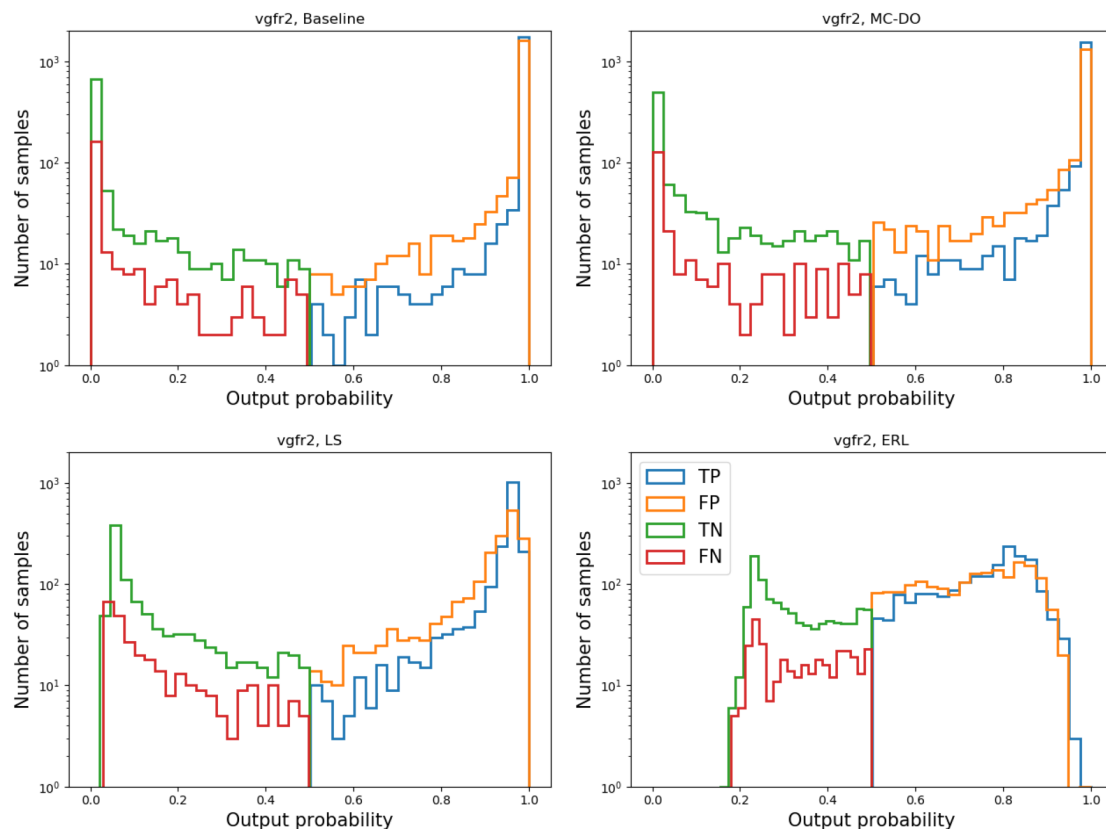 vgfr2, Baseline
Number of samples
10³
10²
10¹
10⁰
0.0 0.2 0.4 0.6 0.8 1.0
Output probability
vgfr2, MC-DO
Number of samples
10³
10²
10¹
10⁰
0.0 0.2 0.4 0.6 0.8 1.0
Output probability
vgfr2, LS
Number of samples
10³
10²
10¹
10⁰
0.0 0.2 0.4 0.6 0.8 1.0
Output probability
vgfr2, ERL
TP
FP
TN
FN
Number of samples
10³
10²
10¹
10⁰
0.0 0.2 0.4 0.6 0.8 1.0
Output probability